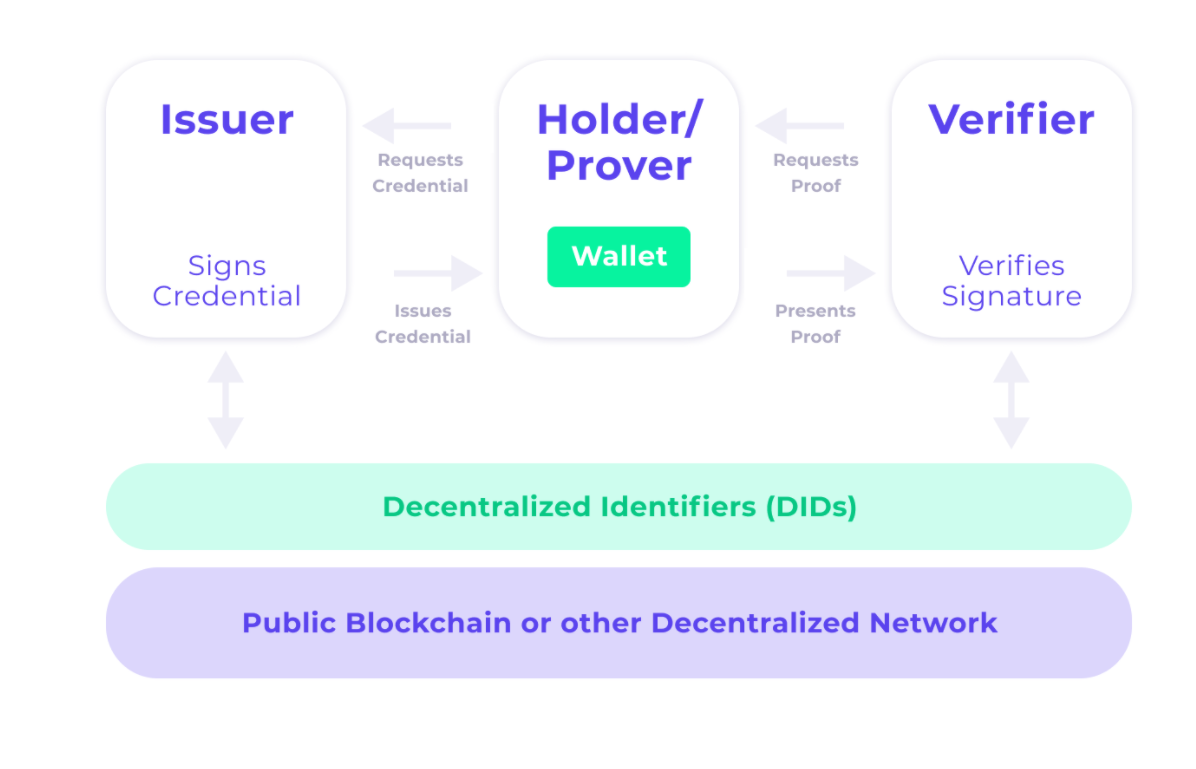 Issuer
Holder/
Prover
Verifier
Requests
Credential
Requests
Proof
Wallet
Signs
Credential
Verifies
Signature
Issues
Credential
Presents
Proof
Decentralized Identifiers (DIDs)
Public Blockchain or other Decentralized Network